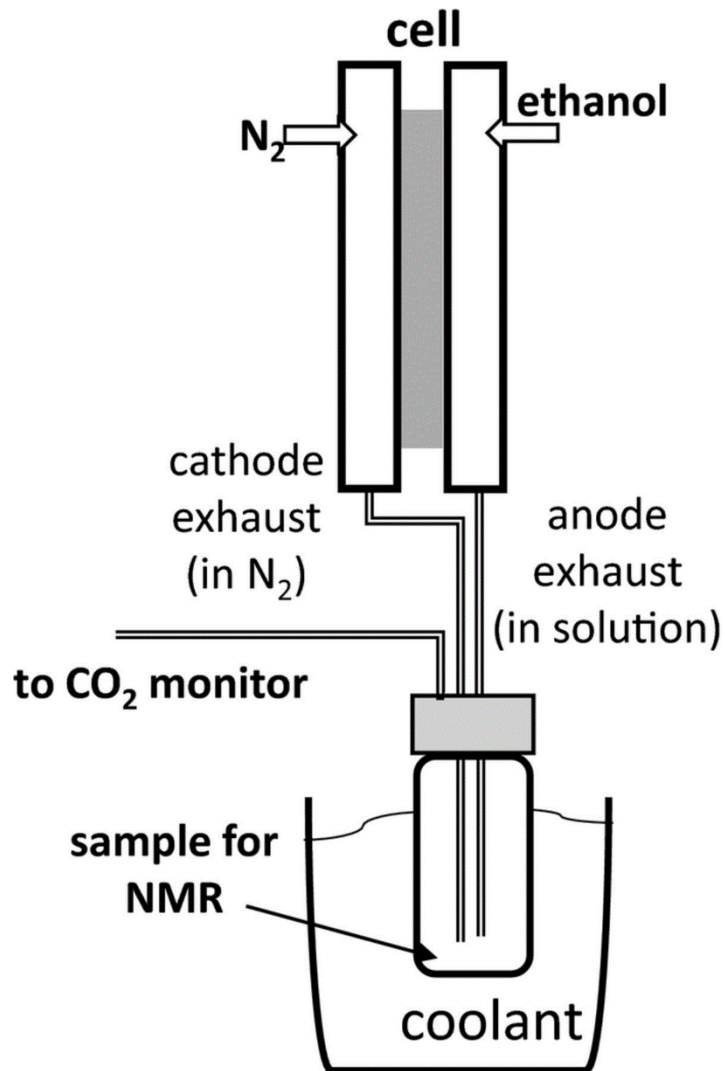 cell
N₂
ethanol
cathode
exhaust
(in N₂)
anode
exhaust
(in solution)
to CO₂ monitor
sample for
NMR
coolant